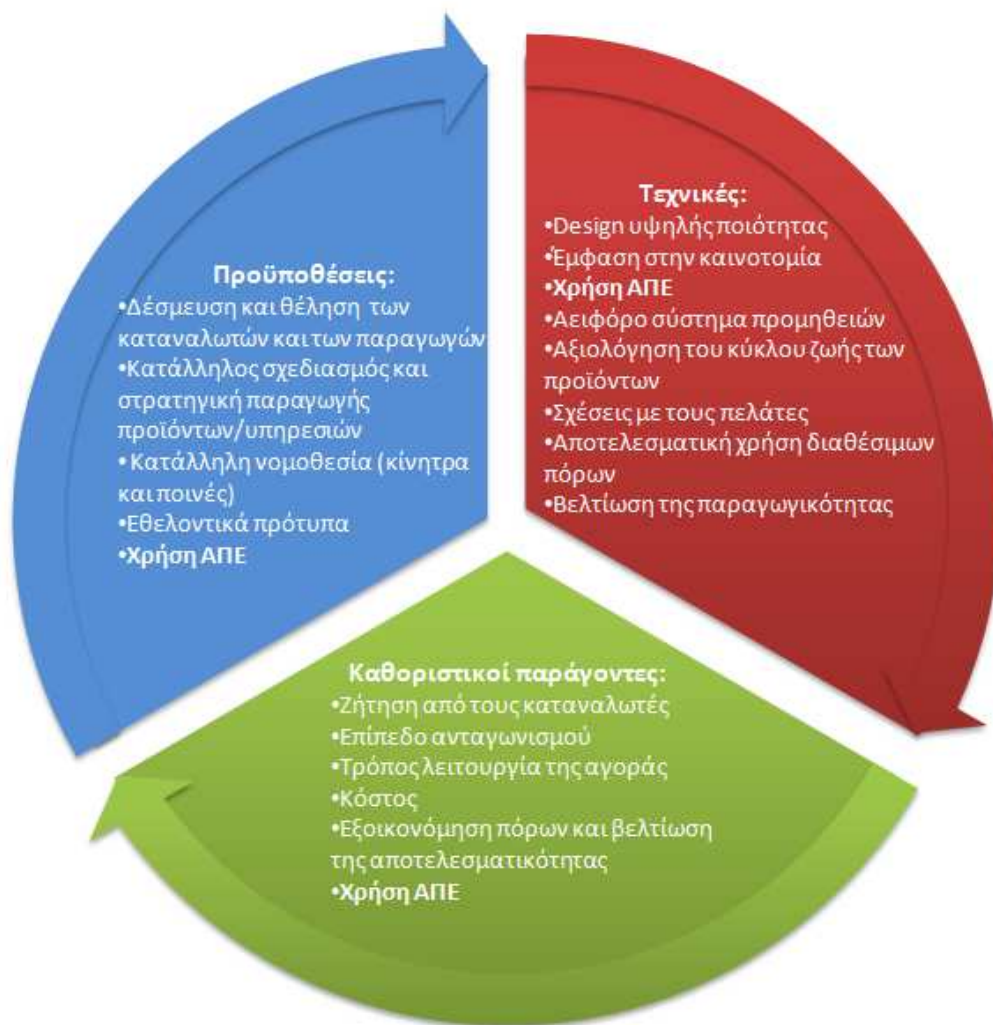 Προϋποθέσεις:
•Δέσμευση και θέληση των
καταναλωτών και των παραγωγών
•Κατάλληλος σχεδιασμός και
στρατηγική παραγωγής
προϊόντων/υπηρεσιών
•Κατάλληλη νομοθεσία (κίνητρα
και ποινές)
•Εθελοντικά πρότυπα
•Χρήση ΑΠΕ
Τεχνικές:
•Design υψηλής ποιότητας
•Έμφαση στην καινοτομία
•Χρήση ΑΠΕ
•Αειφόρο σύστημα προμηθειών
•Αξιολόγηση του κύκλου ζωής των
προϊόντων
•Σχέσεις με τους πελάτες
•Αποτελεσματική χρήση διαθέσιμων
πόρων
•Βελτίωση της παραγωγικότητας
Καθοριστικοί παράγοντες:
•Ζήτηση από τους καταναλωτές
•Επίπεδο ανταγωνισμού
•Τρόπος λειτουργία της αγοράς
•Κόστος
•Εξοικονόμηση πόρων και βελτίωση
της αποτελεσματικότητας
•Χρήση ΑΠΕ